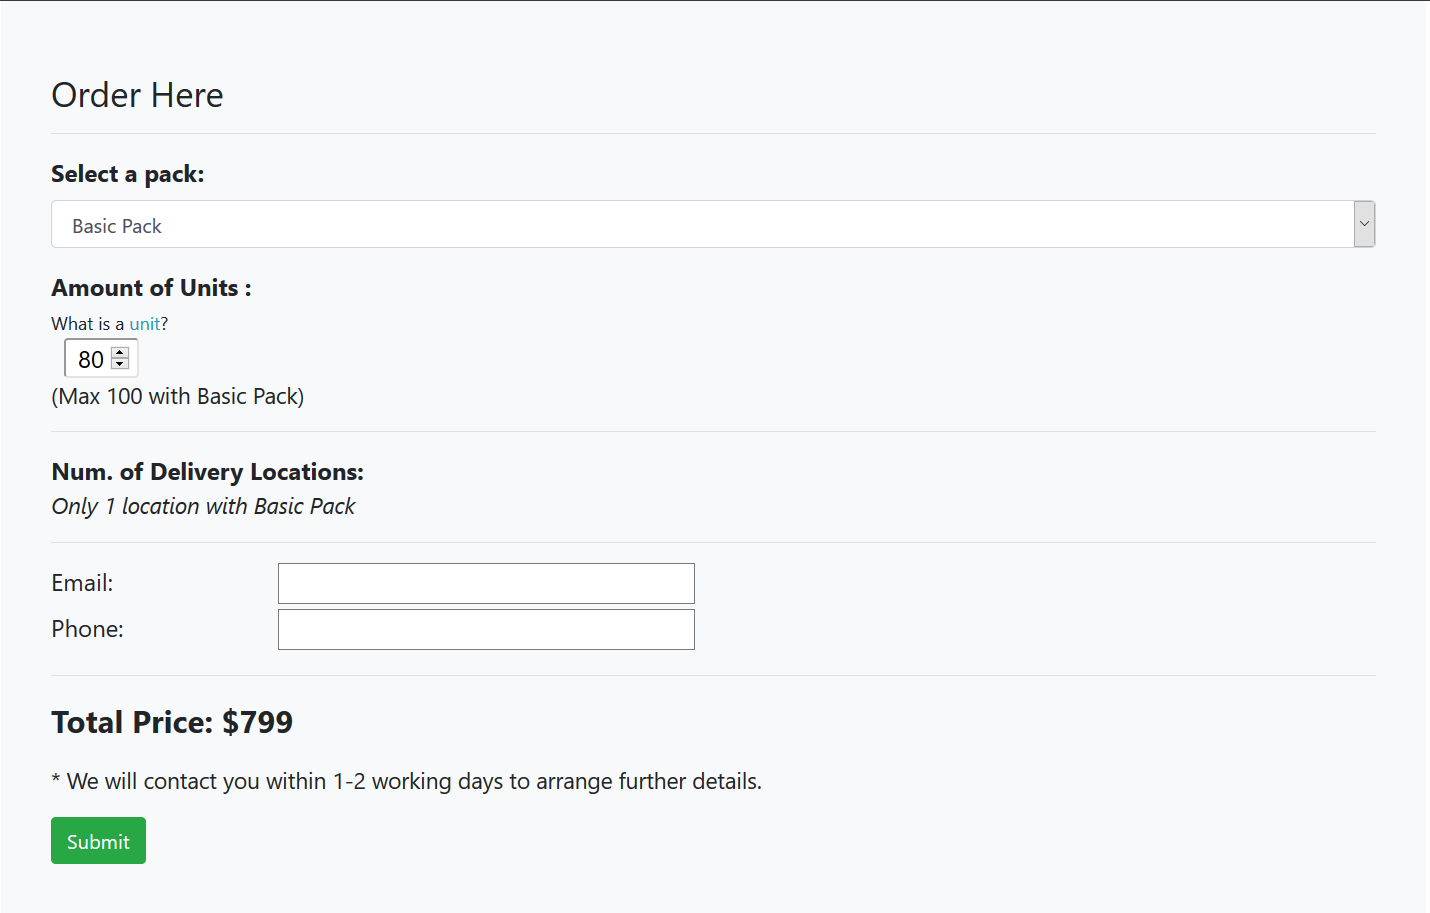 Order Here
Select a pack:
Basic Pack
Amount of Units :
What is a unit?
80
(Max 100 with Basic Pack)
Num. of Delivery Locations:
Only 1 location with Basic Pack
Email:
Phone:
Total Price: $799
* We will contact you within 1-2 working days to arrange further details.
Submit